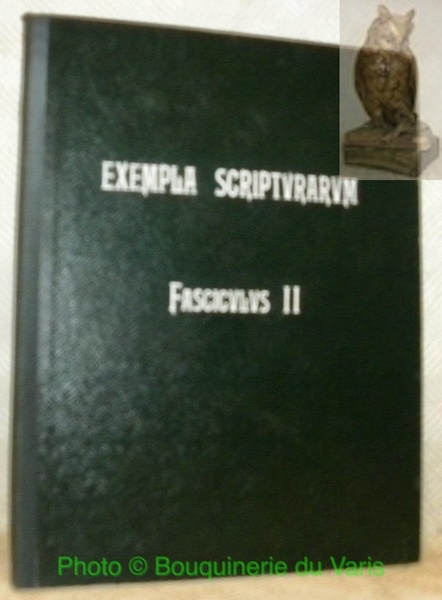 EXEMPLA SCRIPTVRARVM
FASCICVLVS II
Photo © Bouquinerie du Varis